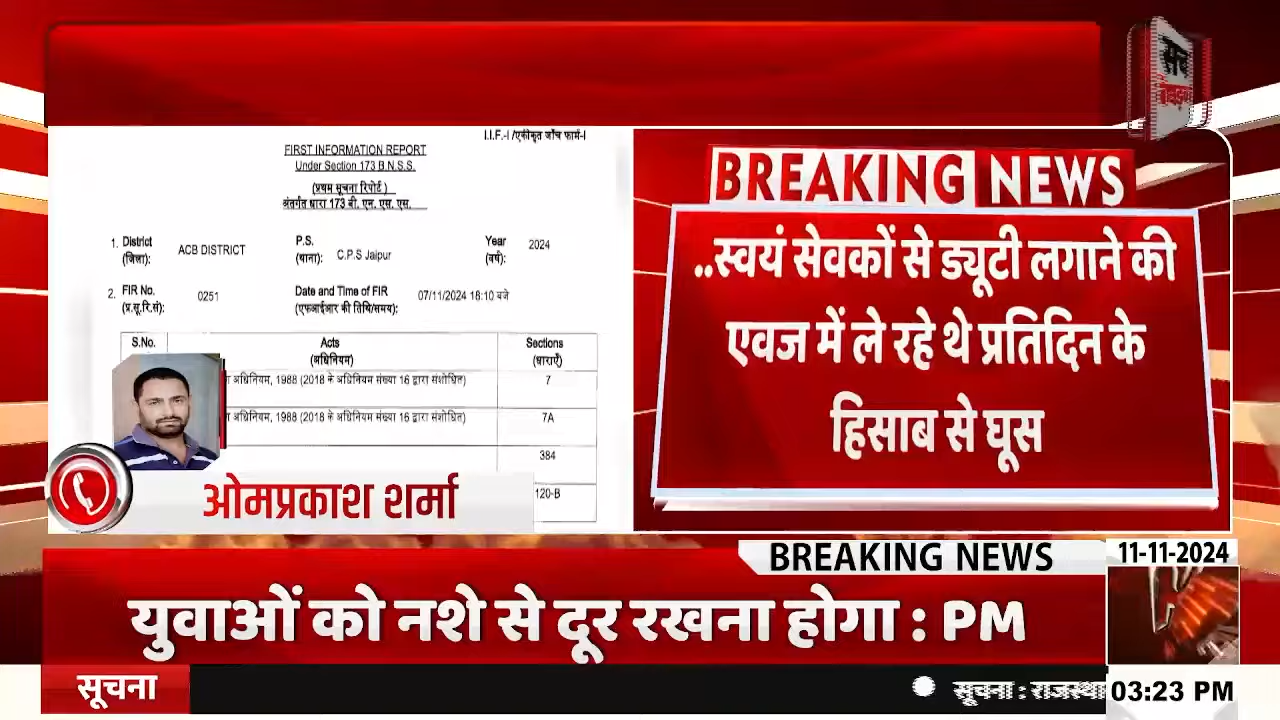 सच
I.I.F.-I /एकीकृत जाँच फार्म-I
FIRST INFORMATION REPORT
Under Section 173 B.N.S.S.
(प्रथम सूचना रिपोर्ट )
अंतर्गत धारा 173 बी. एन. एस. एस.
1. District ACB DISTRICT P.S. C.P.S Jaipur Year 2024
(जिला): (थाना): (वर्ष):
2. FIR No. 0251 Date and Time of FIR 07/11/2024 18:10 बजे
(प्र.सू.रि.सं): (एफआईआर की तिथि/समय):
S.No. Acts Sections
(अधिनियम) (धाराएँ)
अधिनियम, 1988 (2018 के अधिनियम संख्या 16 द्वारा संशोधित) 7
अधिनियम, 1988 (2018 के अधिनियम संख्या 16 द्वारा संशोधित) 7A
384
120-B
ओमप्रकाश शर्मा
BREAKING NEWS
..स्वयं सेवकों से ड्यूटी लगाने की
एवज में ले रहे थे प्रतिदिन के
हिसाब से घूस
BREAKING NEWS
11-11-2024
युवाओं को नशे से दूर रखना होगा : PM
सूचना
सूचना : राजस्था
03:23 PM